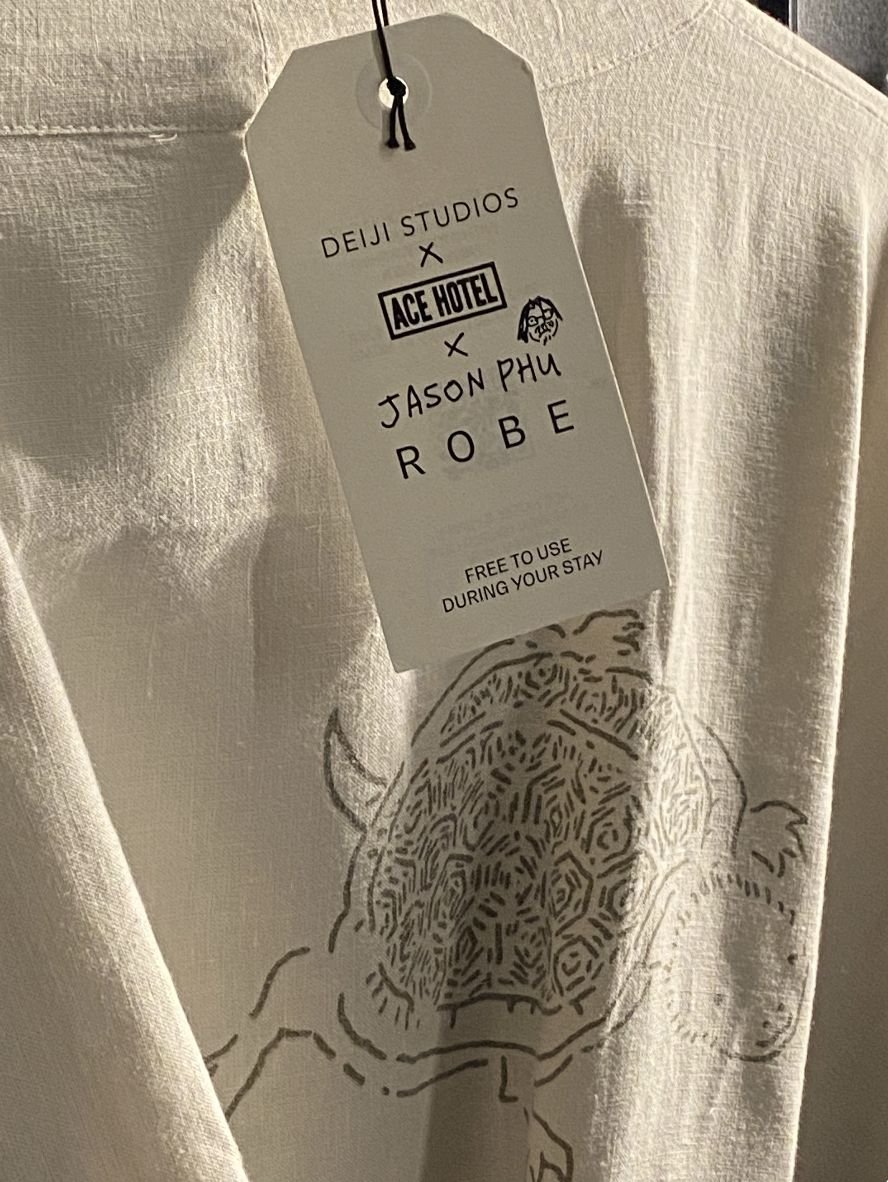 DEIJI STUDIOS
X
ACE HOTEL
X
JASON PHU
ROBE
FREE TO USE
DURING YOUR STAY